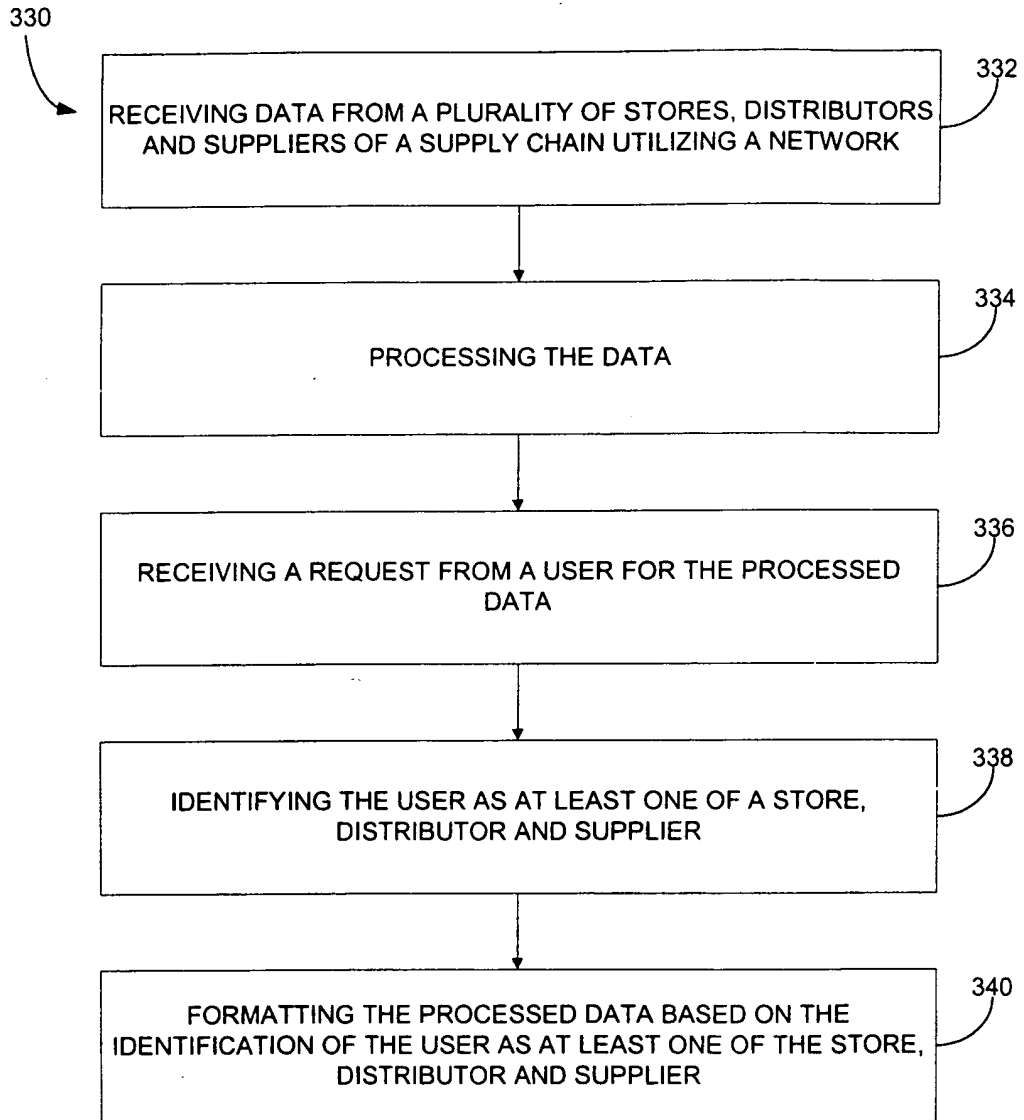 330
332
RECEIVING DATA FROM A PLURALITY OF STORES, DISTRIBUTORS
AND SUPPLIERS OF A SUPPLY CHAIN UTILIZING A NETWORK
334
PROCESSING THE DATA
336
RECEIVING A REQUEST FROM A USER FOR THE PROCESSED
DATA
338
IDENTIFYING THE USER AS AT LEAST ONE OF A STORE,
DISTRIBUTOR AND SUPPLIER
340
FORMATTING THE PROCESSED DATA BASED ON THE
IDENTIFICATION OF THE USER AS AT LEAST ONE OF THE STORE,
DISTRIBUTOR AND SUPPLIER